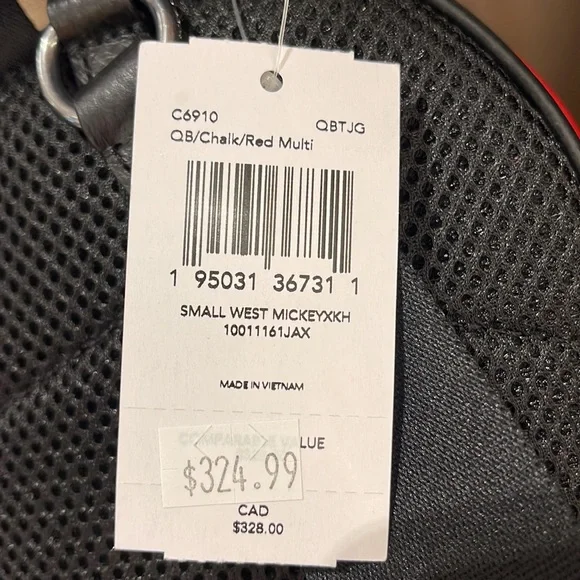 C6910 QBTJG
QB/Chalk/Red Multi
1 95031 36731 1
SMALL WEST MICKEYXKH
10011161JAX
MADE IN VIETNAM
COMPARABLE VALUE
$324.99
CAD
$328.00